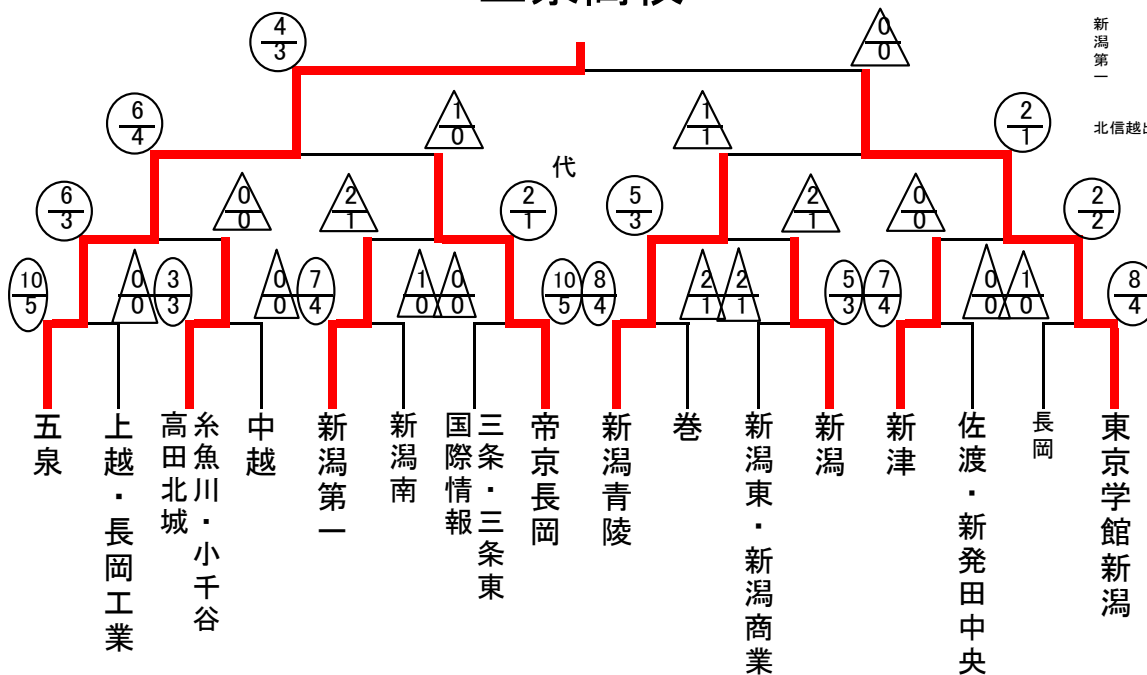 4
3
0
0
新潟第一
6
4
1
0
1
1
2
1
北信越
代
6
3
0
0
2
1
2
1
5
3
2
1
0
0
2
2
10
5
0
0
3
3
0
0
7
4
1
0
0
0
10
5
8
4
2
1
2
1
5
3
7
4
0
0
1
0
8
4
五泉
上越・長岡工業
糸魚川・小千谷
高田北城
中越
新潟第一
新潟南
三条・三条東
国際情報
帝京長岡
新潟青陵
巻
新潟東・新潟商業
新潟
新津
佐渡・新発田中央
長岡
東京学館新潟